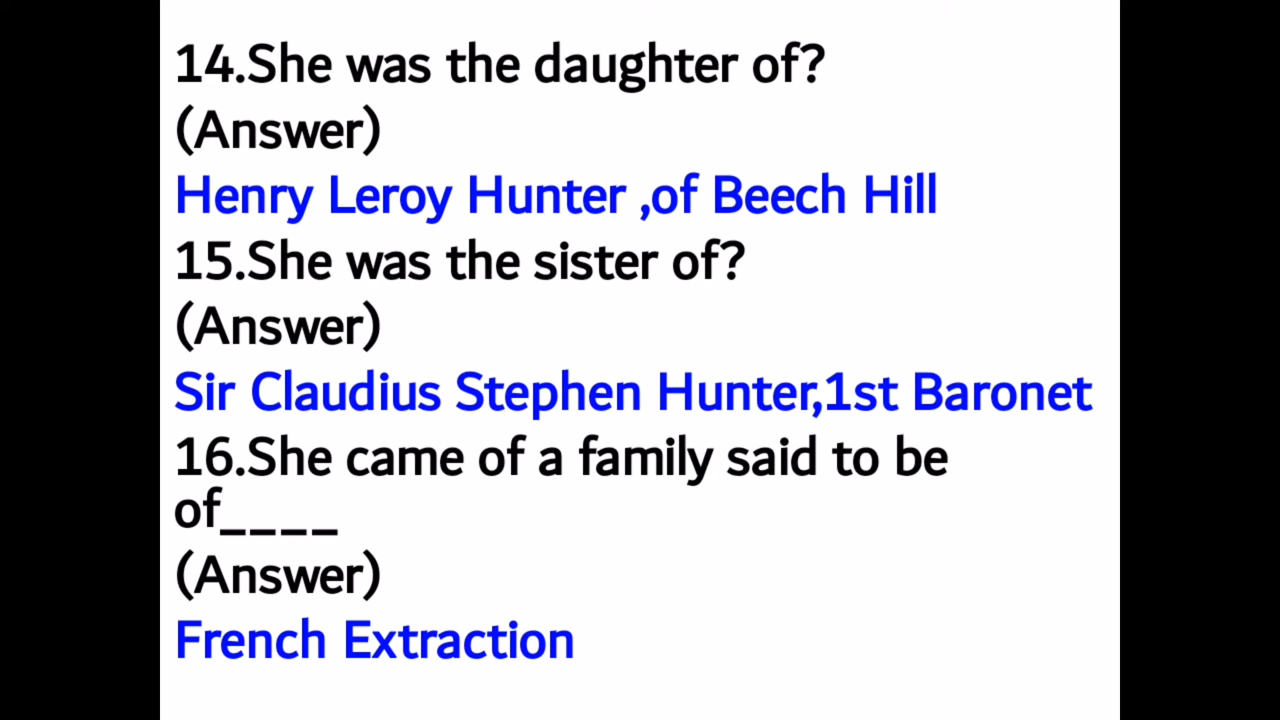 14.She was the daughter of?
(Answer)
Henry Leroy Hunter ,of Beech Hill
15.She was the sister of?
(Answer)
Sir Claudius Stephen Hunter,1st Baronet
16.She came of a family said to be
of____
(Answer)
French Extraction